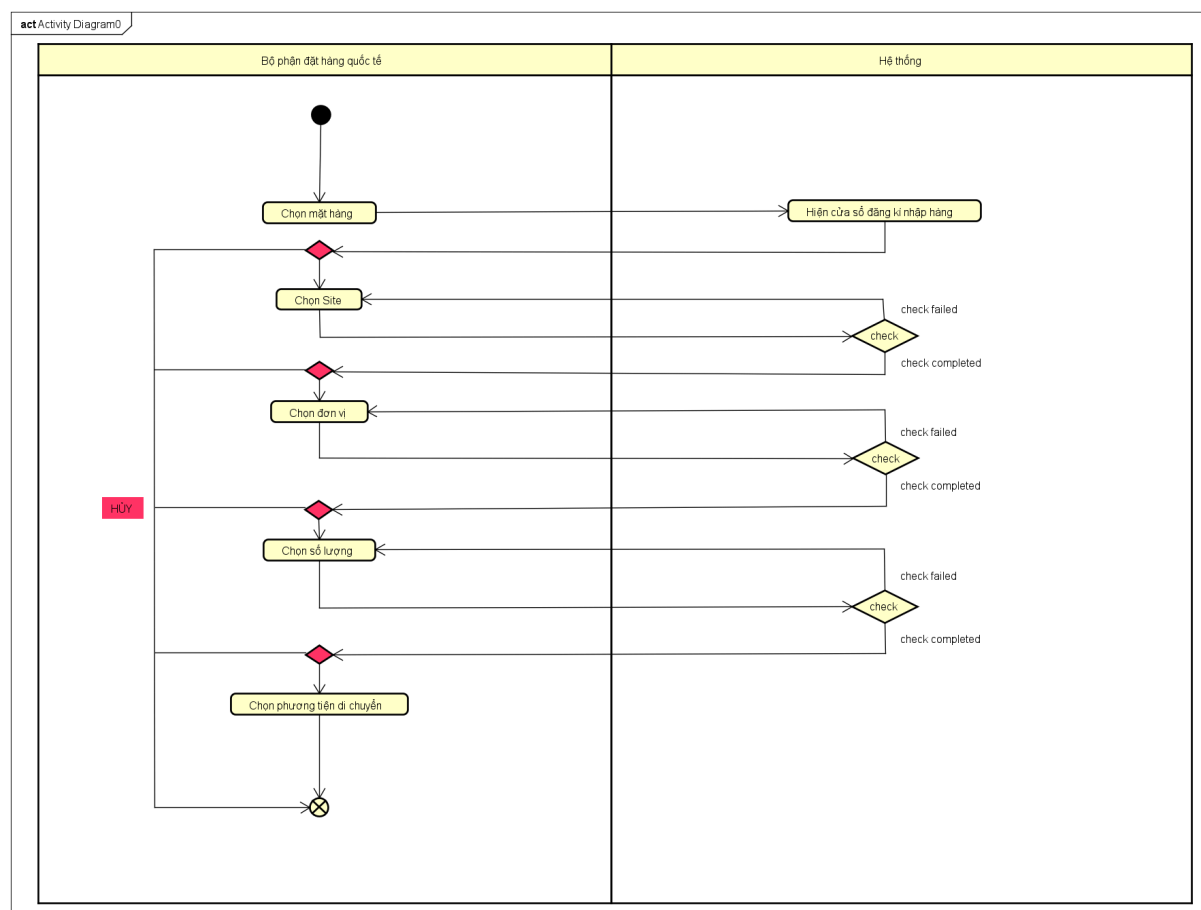 act Activity Diagram0
Bộ phận đặt hàng quốc tế
Hệ thống
Chọn mặt hàng
Hiện cửa sổ đăng kí nhập hàng
Chọn Site
check failed
check
check completed
Chọn đơn vị
check failed
check
check completed
HỦY
Chọn số lượng
check failed
check
check completed
Chọn phương tiện di chuyển